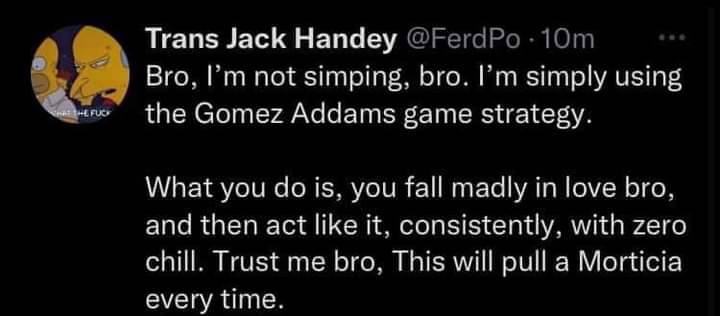 Trans Jack Handey @FerdPo · 10m ...
Bro, I'm not simping, bro. I'm simply using
the Gomez Addams game strategy.
What you do is, you fall madly in love bro,
and then act like it, consistently, with zero
chill. Trust me bro, This will pull a Morticia
every time.
THE FUCK